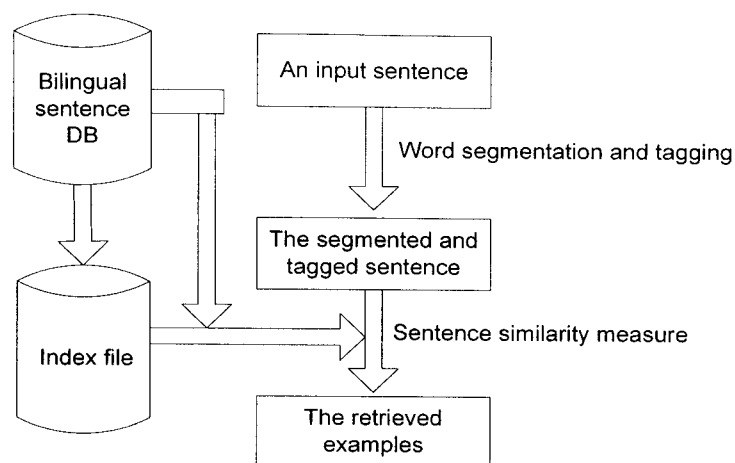 Bilingual
sentence
DB
An input sentence
Word segmentation and tagging
The segmented and
tagged sentence
Index file
Sentence similarity measure
The retrieved
examples